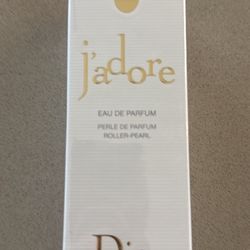 j'adore
EAU DE PARFUM
PERLE DE PARFUM
ROLLER-PEARL
Dior